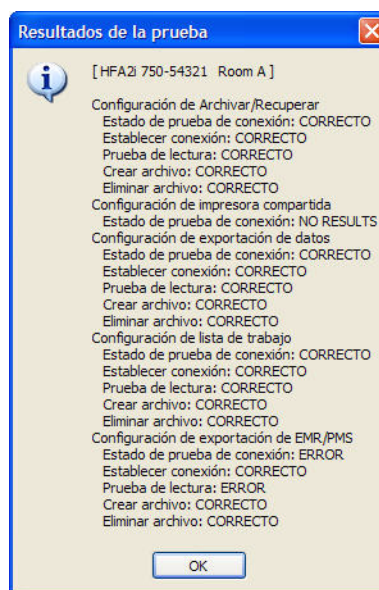 Resultados de la prueba
[ HFA2i 750-54321 Room A ]
Configuración de Archivar/Recuperar
Estado de prueba de conexión: CORRECTO
Establecer conexión: CORRECTO
Prueba de lectura: CORRECTO
Crear archivo: CORRECTO
Eliminar archivo: CORRECTO
Configuración de impresora compartida
Estado de prueba de conexión: NO RESULTS
Configuración de exportación de datos
Estado de prueba de conexión: CORRECTO
Establecer conexión: CORRECTO
Prueba de lectura: CORRECTO
Crear archivo: CORRECTO
Eliminar archivo: CORRECTO
Configuración de lista de trabajo
Estado de prueba de conexión: CORRECTO
Establecer conexión: CORRECTO
Prueba de lectura: CORRECTO
Crear archivo: CORRECTO
Eliminar archivo: CORRECTO
Configuración de exportación de EMR/PMS
Estado de prueba de conexión: ERROR
Establecer conexión: CORRECTO
Prueba de lectura: ERROR
Crear archivo: CORRECTO
Eliminar archivo: CORRECTO
OK